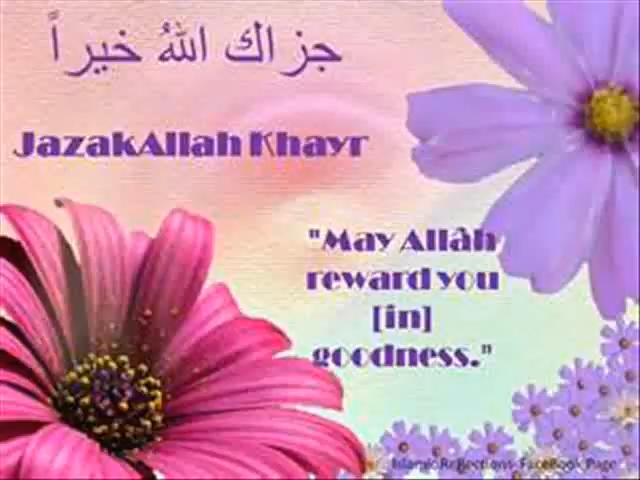 جزاك اللهُ خيراً
JazakAllah Khayr
"May Allâh
reward you
[in]
goodness."
Islamic Reflections- FaceBook Page